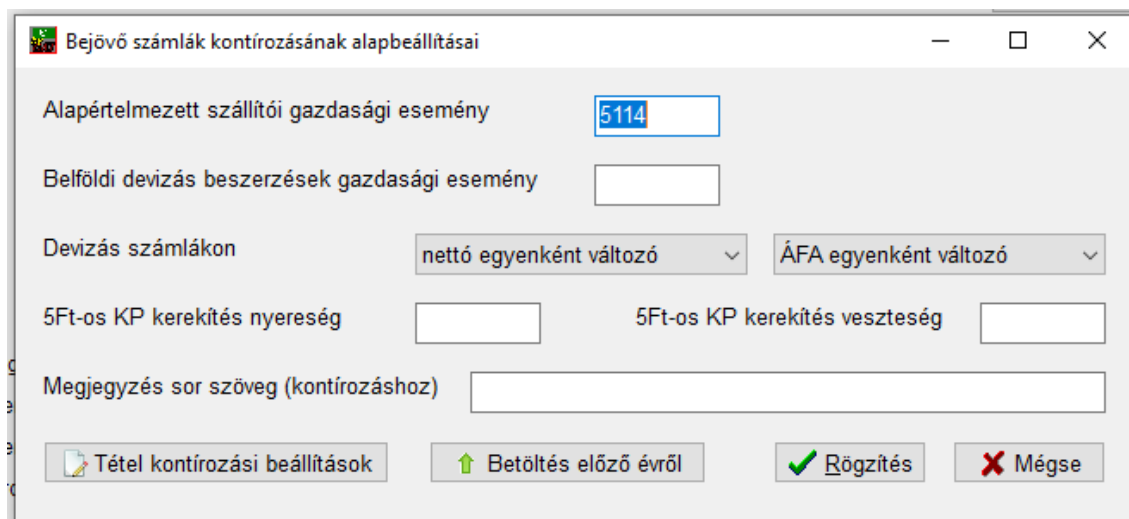 Bejövő számlák kontírozásának alapbeállításai
Alapértelmezett szállítói gazdasági esemény 5114
Belföldi devizás beszerzések gazdasági esemény
Devizás számlákon nettó egyenként változó ÁFA egyenként változó
5Ft-os KP kerekítés nyereség 5Ft-os KP kerekítés veszteség
Megjegyzés sor szöveg (kontírozáshoz)
Tétel kontírozási beállítások Betöltés előző évről Rögzítés Mégse